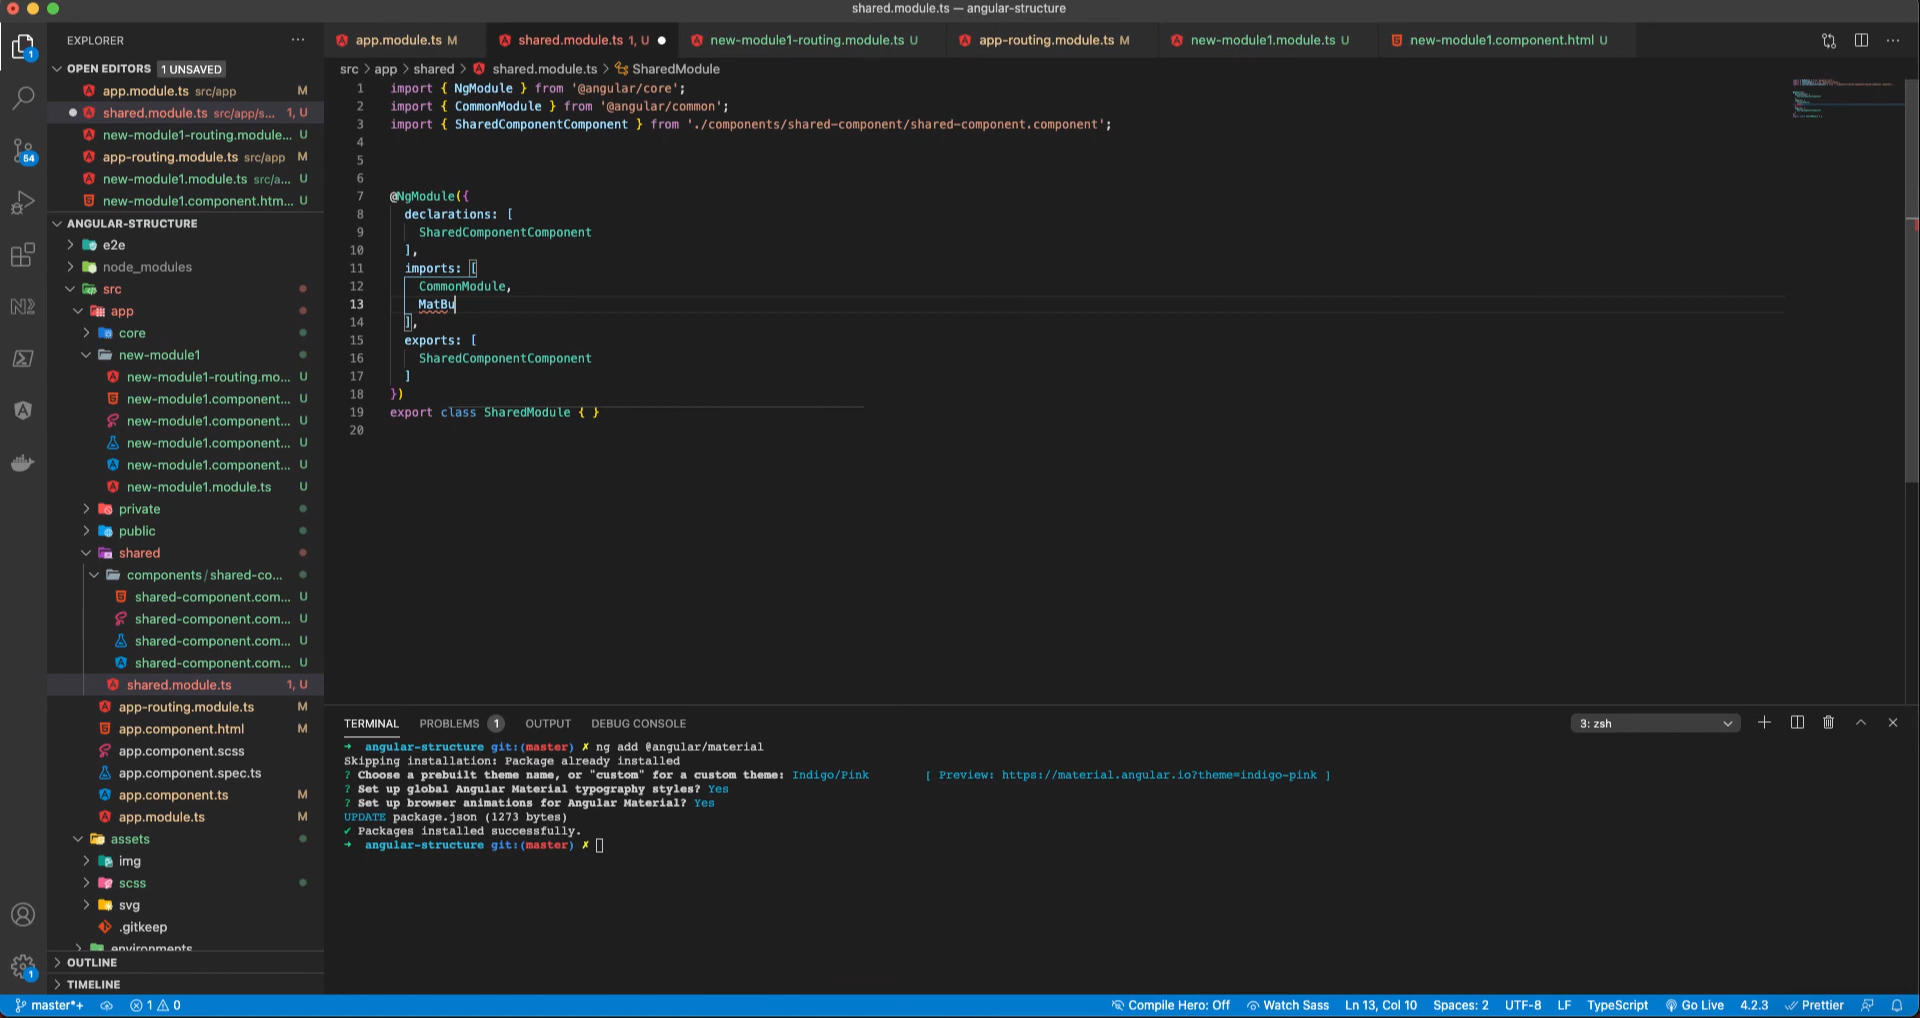 shared.module.ts — angular-structure
EXPLORER
OPEN EDITORS 1 UNSAVED
app.module.ts src/app M
shared.module.ts src/app/s... 1, U
new-module1-routing.module...
app-routing.module.ts src/app M
new-module1.module.ts src/a... U
new-module1.component.htm... U
ANGULAR-STRUCTURE
e2e
node_modules
src
app
core
new-module1
new-module1-routing.mo... U
new-module1.component... U
new-module1.component... U
new-module1.component... U
new-module1.component... U
new-module1.module.ts U
private
public
shared
components/shared-co...
shared-component.com... U
shared-component.com... U
shared-component.com... U
shared-component.com... U
shared.module.ts 1, U
app-routing.module.ts M
app.component.html M
app.component.scss
app.component.spec.ts
app.component.ts M
app.module.ts M
assets
img
scss
svg
.gitkeep
environments
OUTLINE
TIMELINE
1
54
1
app.module.ts M
shared.module.ts 1, U
new-module1-routing.module.ts U
app-routing.module.ts M
new-module1.module.ts U
new-module1.component.html U
src > app > shared > shared.module.ts > SharedModule
1 import { NgModule } from '@angular/core';
2 import { CommonModule } from '@angular/common';
3 import { SharedComponentComponent } from './components/shared-component/shared-component.component';
4
5
6
7 @NgModule({
8 declarations: [
9 SharedComponentComponent
10 ],
11 imports: [
12 CommonModule,
13 MatBu
14 ],
15 exports: [
16 SharedComponentComponent
17 ]
18 })
19 export class SharedModule { }
20
TERMINAL PROBLEMS 1 OUTPUT DEBUG CONSOLE 3: zsh
➜ angular-structure git:(master) ✗ ng add @angular/material
Skipping installation: Package already installed
? Choose a prebuilt theme name, or "custom" for a custom theme: Indigo/Pink [ Preview: https://material.angular.io?theme=indigo-pink ]
? Set up global Angular Material typography styles? Yes
? Set up browser animations for Angular Material? Yes
UPDATE package.json (1273 bytes)
✔ Packages installed successfully.
➜ angular-structure git:(master) ✗
master*+ 1 0 Compile Hero: Off Watch Sass Ln 13, Col 10 Spaces: 2 UTF-8 LF TypeScript Go Live 4.2.3 Prettier